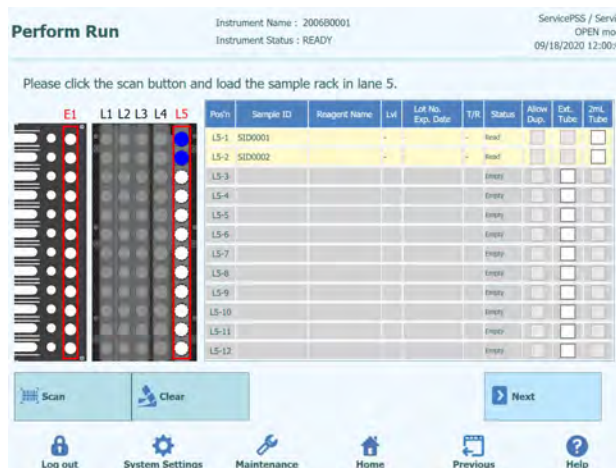 Perform Run
Instrument Name : 2006B0001
Instrument Status : READY
ServicePSS / Servi
OPEN mo
09/18/2020 12:00:
Please click the scan button and load the sample rack in lane 5.
E1 L1 L2 L3 L4 L5
Pos'n Sample ID Reagent Name Lvl Lot No. Exp. Date T/R Status Allow Dup. Ext. Tube 2mL Tube
L5-1 SID0001 - - Read
L5-2 SID0002 - - Read
L5-3 Empty
L5-4 Empty
L5-5 Empty
L5-6 Empty
L5-7 Empty
L5-8 Empty
L5-9 Empty
L5-10 Empty
L5-11 Empty
L5-12 Empty
Scan
Clear
Next
Log out
System Settings
Maintenance
Home
Previous
Help